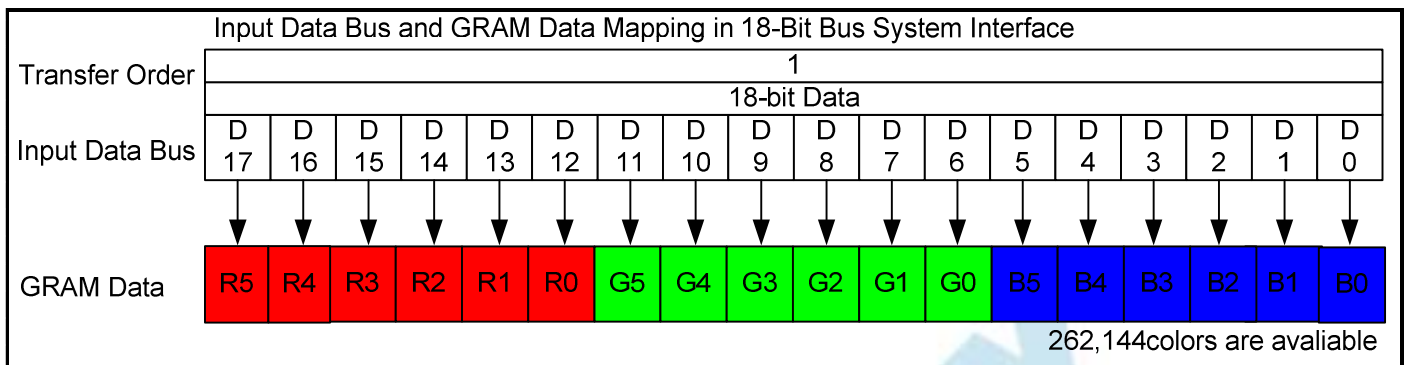 Input Data Bus and GRAM Data Mapping in 18-Bit Bus System Interface
Transfer Order
1
18-bit Data
Input Data Bus
D D D D D D D D D D D D D D D D D D
17 16 15 14 13 12 11 10 9 8 7 6 5 4 3 2 1 0
GRAM Data
R5 R4 R3 R2 R1 R0 G5 G4 G3 G2 G1 G0 B5 B4 B3 B2 B1 B0
262,144colors are avaliable